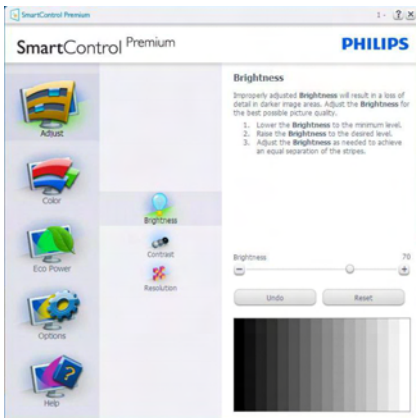 SmartControl Premium
1 - ? X
SmartControl Premium
PHILIPS
Adjust
Color
Eco Power
Options
Help
Brightness
Contrast
Resolution
Brightness
Improperly adjusted Brightness will result in a loss of
detail in darker image areas. Adjust the Brightness for
the best possible picture quality.
1. Lower the Brightness to the minimum level.
2. Raise the Brightness to the desired level.
3. Adjust the Brightness as needed to achieve
an equal separation of the stripes.
Brightness 70
Undo Reset